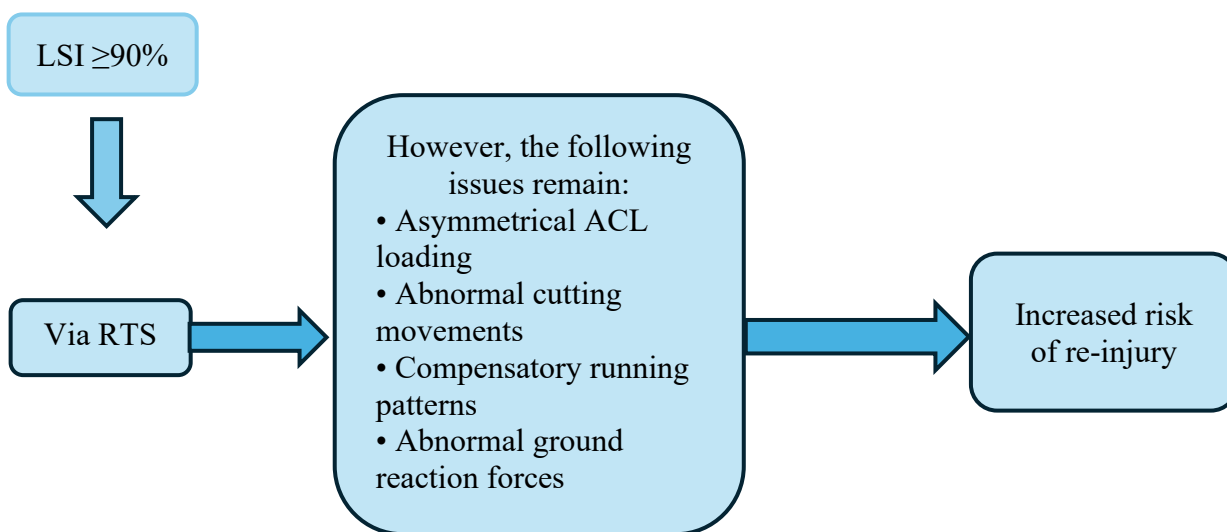 LSI ≥90%
Via RTS
However, the following
issues remain:
• Asymmetrical ACL
loading
• Abnormal cutting
movements
• Compensatory running
patterns
• Abnormal ground
reaction forces
Increased risk
of re-injury